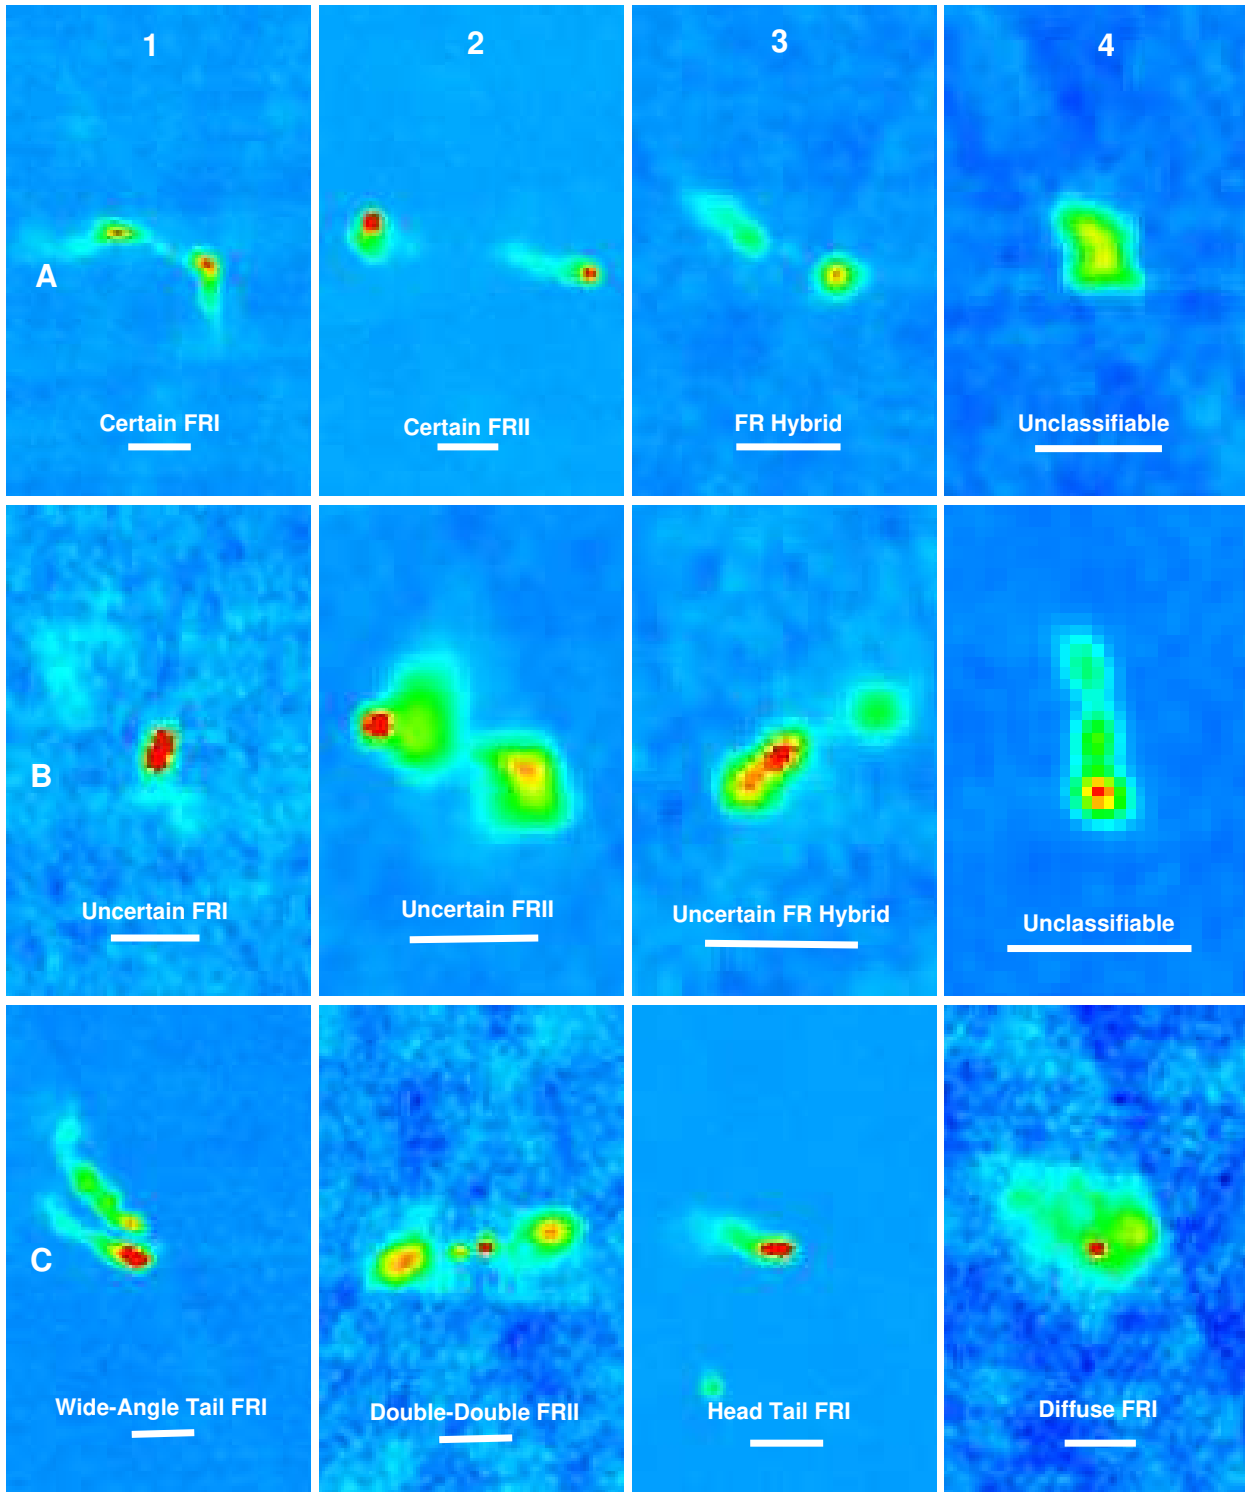 1
2
3
4
A
Certain FRI
Certain FRII
FR Hybrid
Unclassifiable
B
Uncertain FRI
Uncertain FRII
Uncertain FR Hybrid
Unclassifiable
C
Wide-Angle Tail FRI
Double-Double FRII
Head Tail FRI
Diffuse FRI